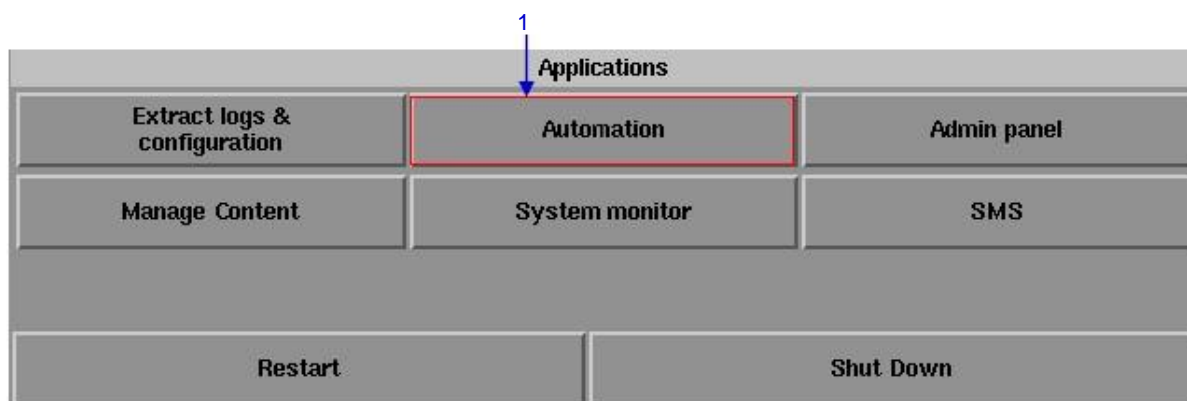 1
Applications
Extract logs &
configuration
Automation
Admin panel
Manage Content
System monitor
SMS
Restart
Shut Down